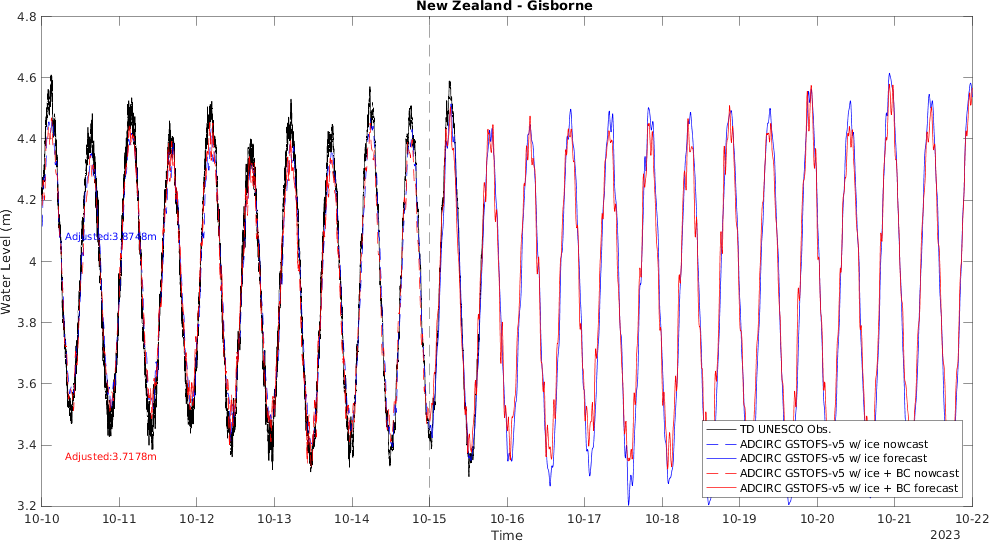 New Zealand - Gisborne
4.8
4.6
4.4
4.2
4
3.8
3.6
3.4
3.2
Water Level (m)
Adjusted:3.8748m
Adjusted:3.7178m
TD UNESCO Obs.
ADCIRC GSTOFS-v5 w/ ice nowcast
ADCIRC GSTOFS-v5 w/ ice forecast
ADCIRC GSTOFS-v5 w/ ice + BC nowcast
ADCIRC GSTOFS-v5 w/ ice + BC forecast
10-10 10-11 10-12 10-13 10-14 10-15 10-16 10-17 10-18 10-19 10-20 10-21 10-22
Time
2023